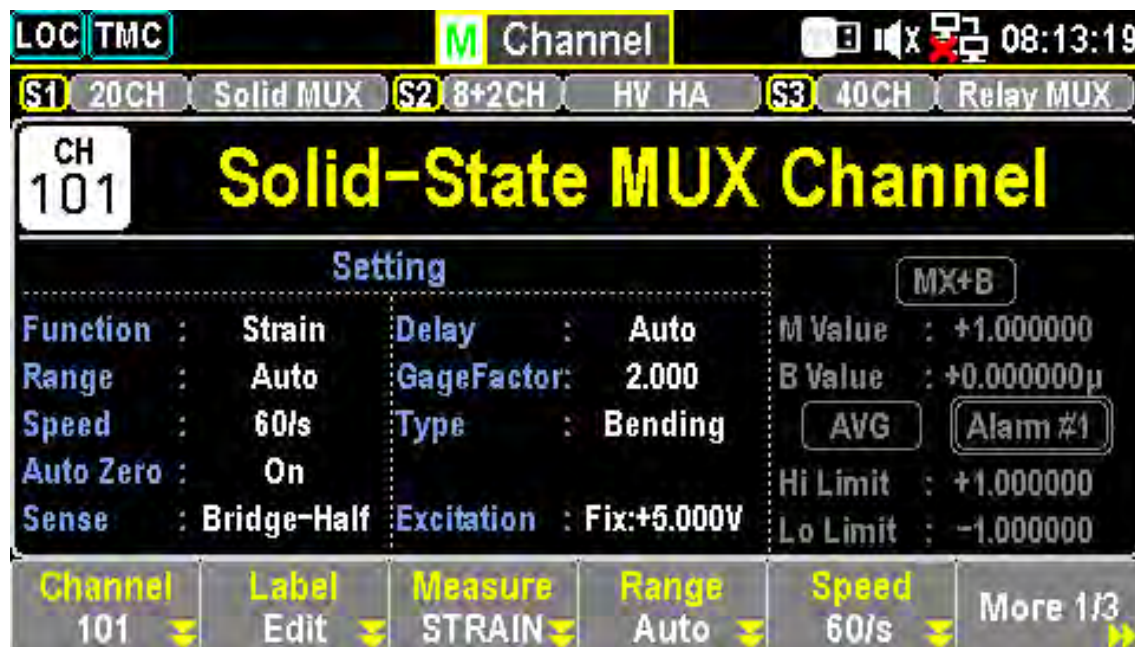 LOC TMC M Channel 08:13:19
S1 20CH Solid MUX S2 8+2CH HV HA S3 40CH Relay MUX
CH
101
Solid-State MUX Channel
Setting
Function : Strain
Range : Auto
Speed : 60/s
Auto Zero : On
Sense : Bridge-Half
Delay : Auto
GageFactor: 2.000
Type : Bending
Excitation : Fix:+5.000V
MX+B
M Value : +1.000000
B Value : +0.000000µ
AVG Alarm #1
Hi Limit : +1.000000
Lo Limit : -1.000000
Channel
101
Label
Edit
Measure
STRAIN
Range
Auto
Speed
60/s
More 1/3